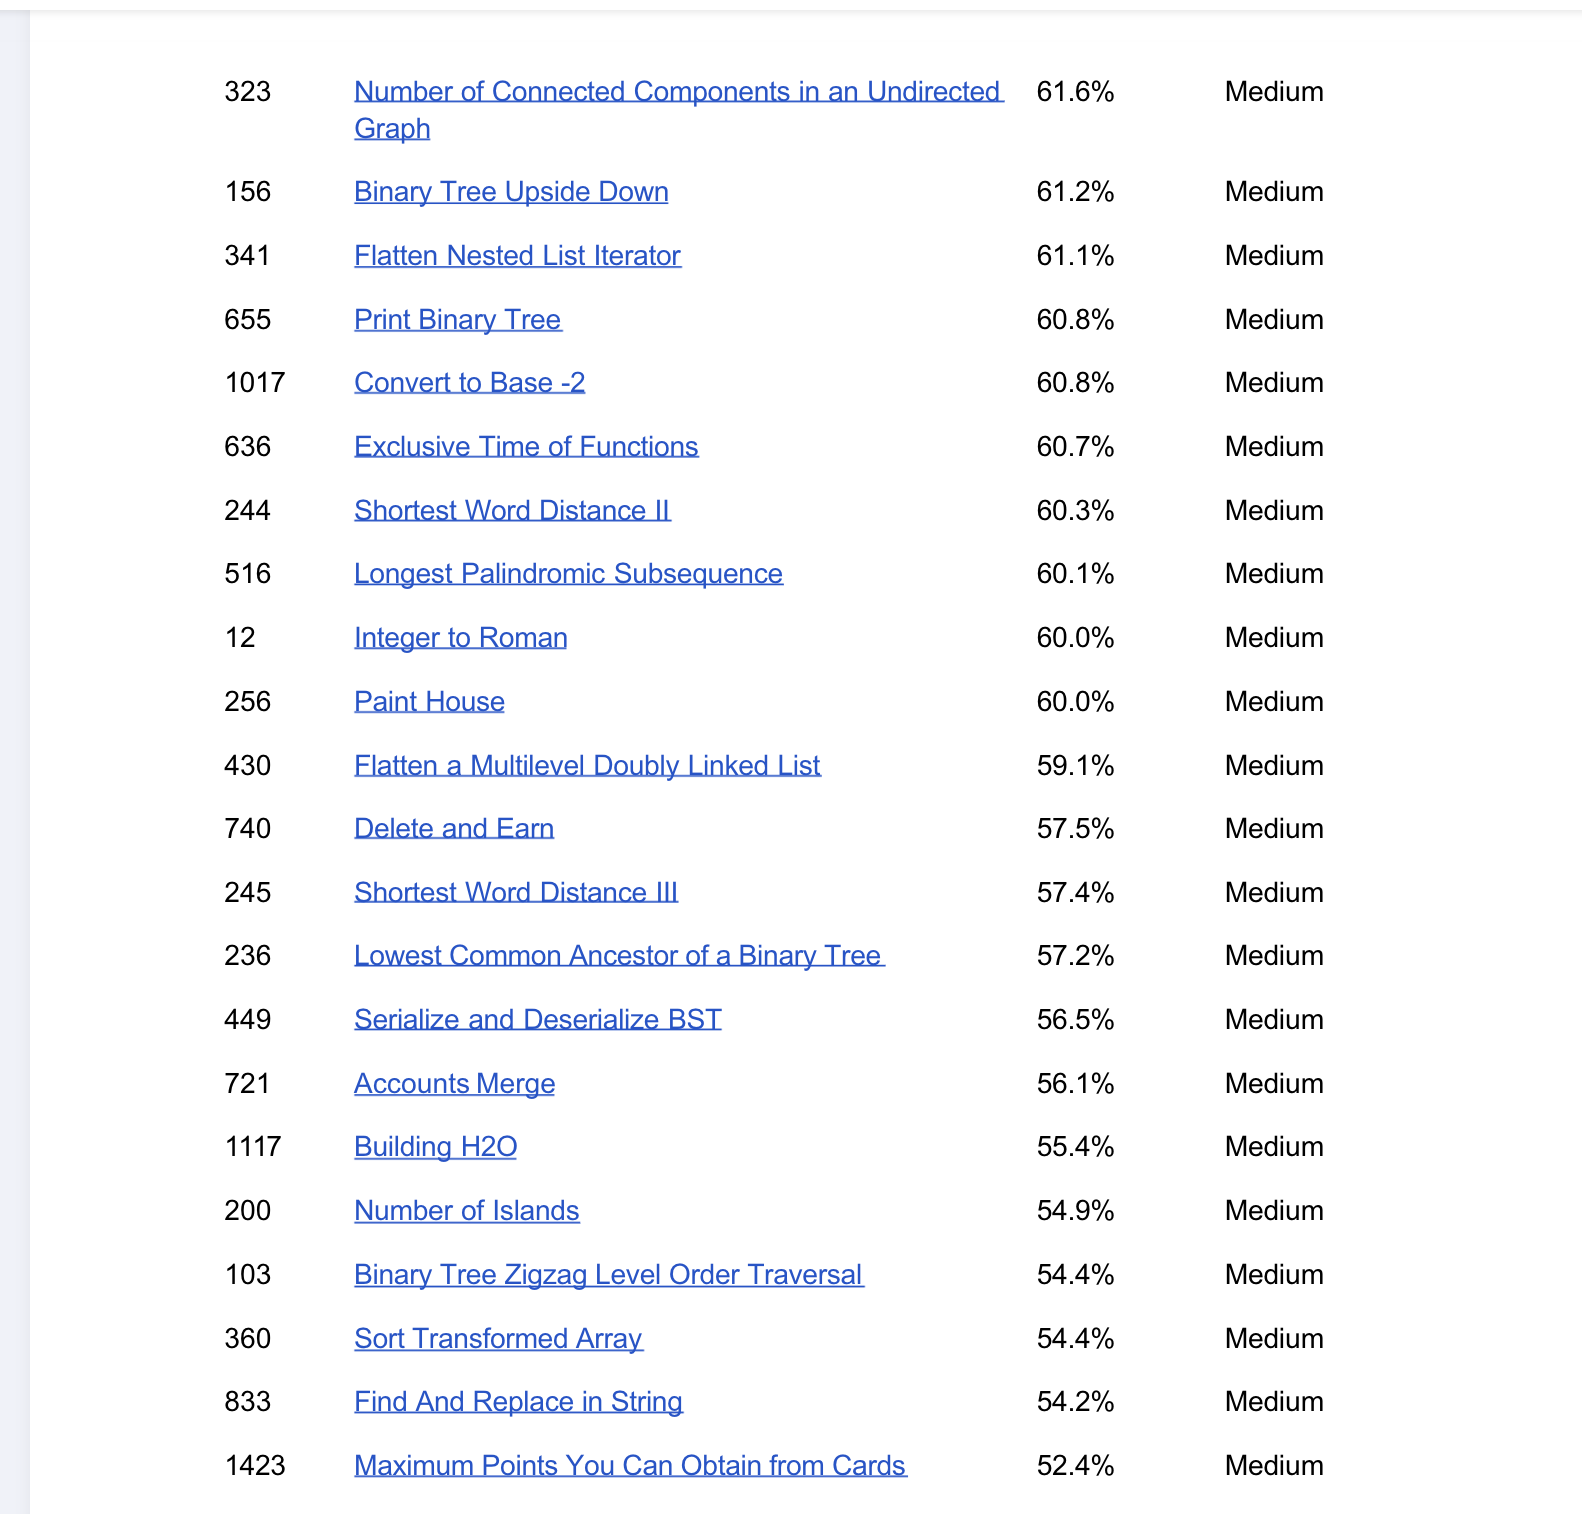 323 Number of Connected Components in an Undirected 61.6% Medium
Graph
156 Binary Tree Upside Down 61.2% Medium
341 Flatten Nested List Iterator 61.1% Medium
655 Print Binary Tree 60.8% Medium
1017 Convert to Base -2 60.8% Medium
636 Exclusive Time of Functions 60.7% Medium
244 Shortest Word Distance II 60.3% Medium
516 Longest Palindromic Subsequence 60.1% Medium
12 Integer to Roman 60.0% Medium
256 Paint House 60.0% Medium
430 Flatten a Multilevel Doubly Linked List 59.1% Medium
740 Delete and Earn 57.5% Medium
245 Shortest Word Distance III 57.4% Medium
236 Lowest Common Ancestor of a Binary Tree 57.2% Medium
449 Serialize and Deserialize BST 56.5% Medium
721 Accounts Merge 56.1% Medium
1117 Building H2O 55.4% Medium
200 Number of Islands 54.9% Medium
103 Binary Tree Zigzag Level Order Traversal 54.4% Medium
360 Sort Transformed Array 54.4% Medium
833 Find And Replace in String 54.2% Medium
1423 Maximum Points You Can Obtain from Cards 52.4% Medium